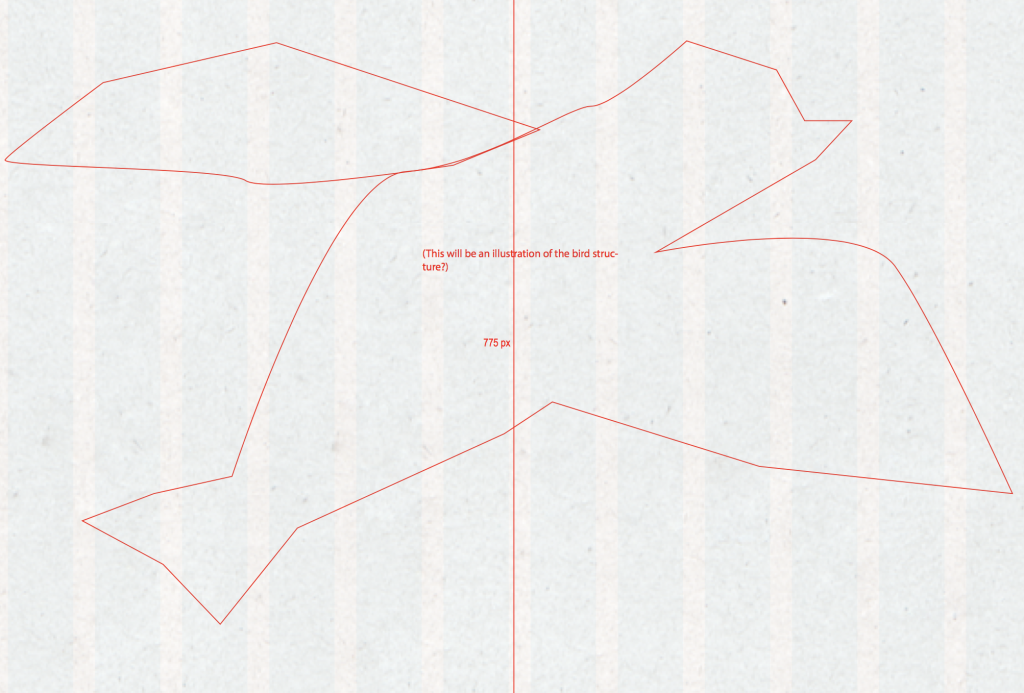 (This will be an illustration of the bird struc-
ture?)
775 px